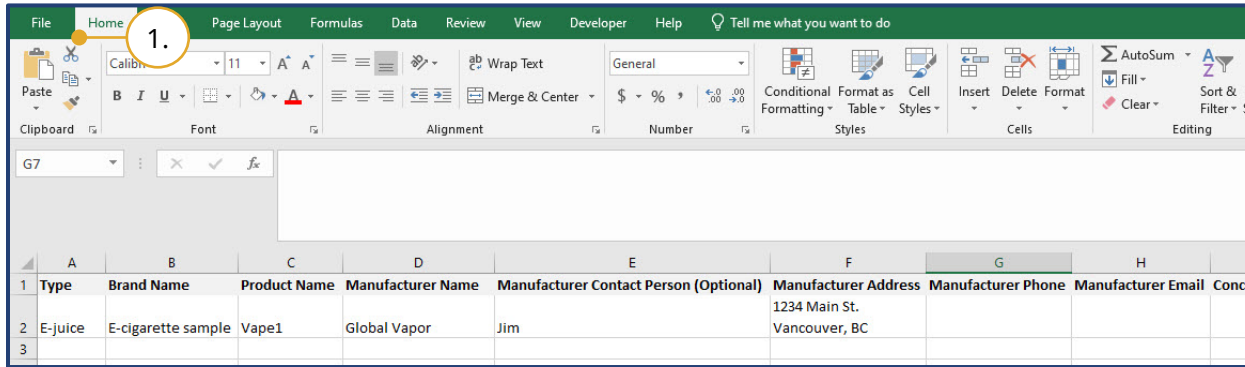 File Home Page Layout Formulas Data Review View Developer Help Tell me what you want to do
1.
Paste
Clipboard
11 A A
B I U A
Font
ab Wrap Text
Merge & Center
Alignment
General
$ % , .00 .0
Number
Conditional Formatting
Format as Table
Cell Styles
Styles
Insert Delete Format
Cells
AutoSum
Fill
Clear
Sort &
Filter
Editing
G7 fx
A B C D E F G H
1 Type Brand Name Product Name Manufacturer Name Manufacturer Contact Person (Optional) Manufacturer Address Manufacturer Phone Manufacturer Email Conc
2 E-juice E-cigarette sample Vape1 Global Vapor Jim 1234 Main St.
Vancouver, BC
3